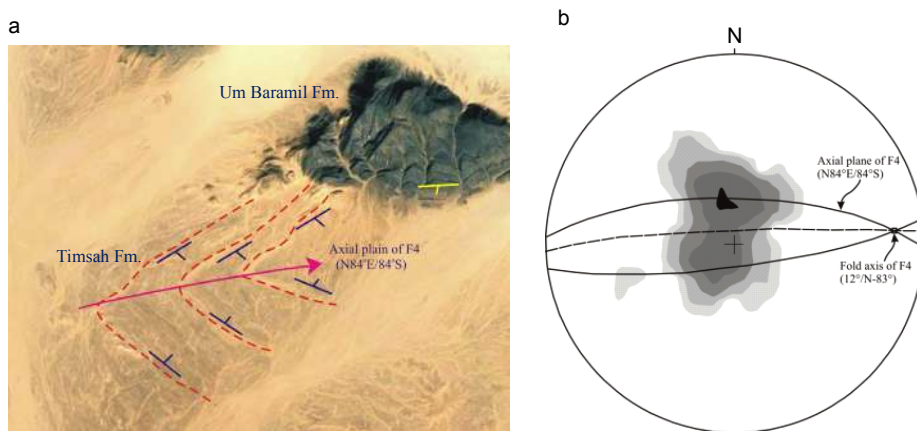 a
Um Baramil Fm.
Timsah Fm.
Axial plain of F4
(N84°E/84°S)
b
N
Axial plane of F4
(N84°E/84°S)
Fold axis of F4
(12°/N-83°)